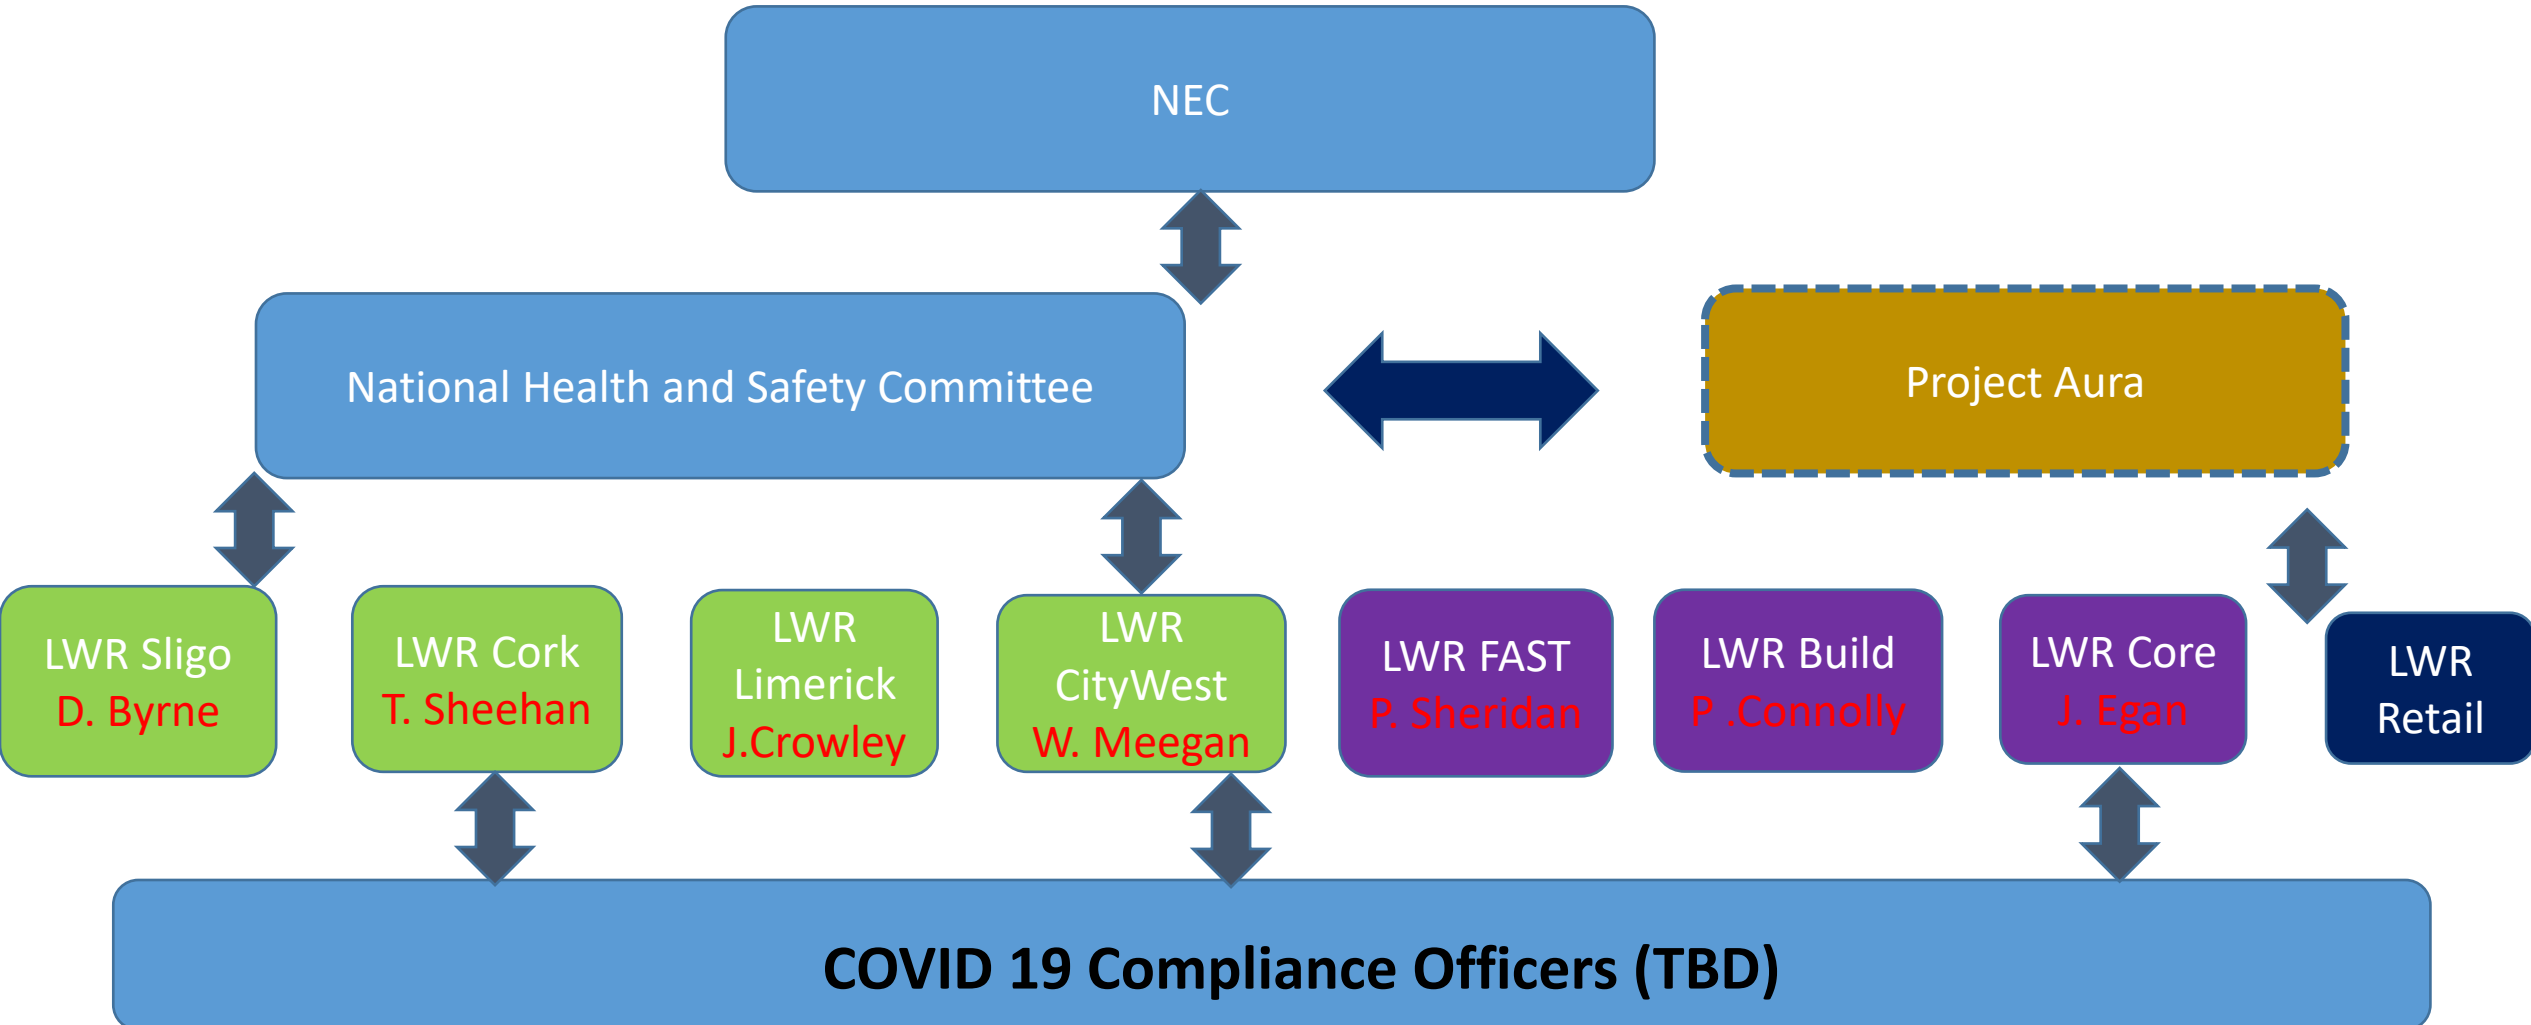 NEC
National Health and Safety Committee
Project Aura
LWR Sligo
D. Byrne
LWR Cork
T. Sheehan
LWR
Limerick
J.Crowley
LWR
CityWest
W. Meegan
LWR FAST
P. Sheridan
LWR Build
P .Connolly
LWR Core
J. Egan
LWR
Retail
COVID 19 Compliance Officers (TBD)